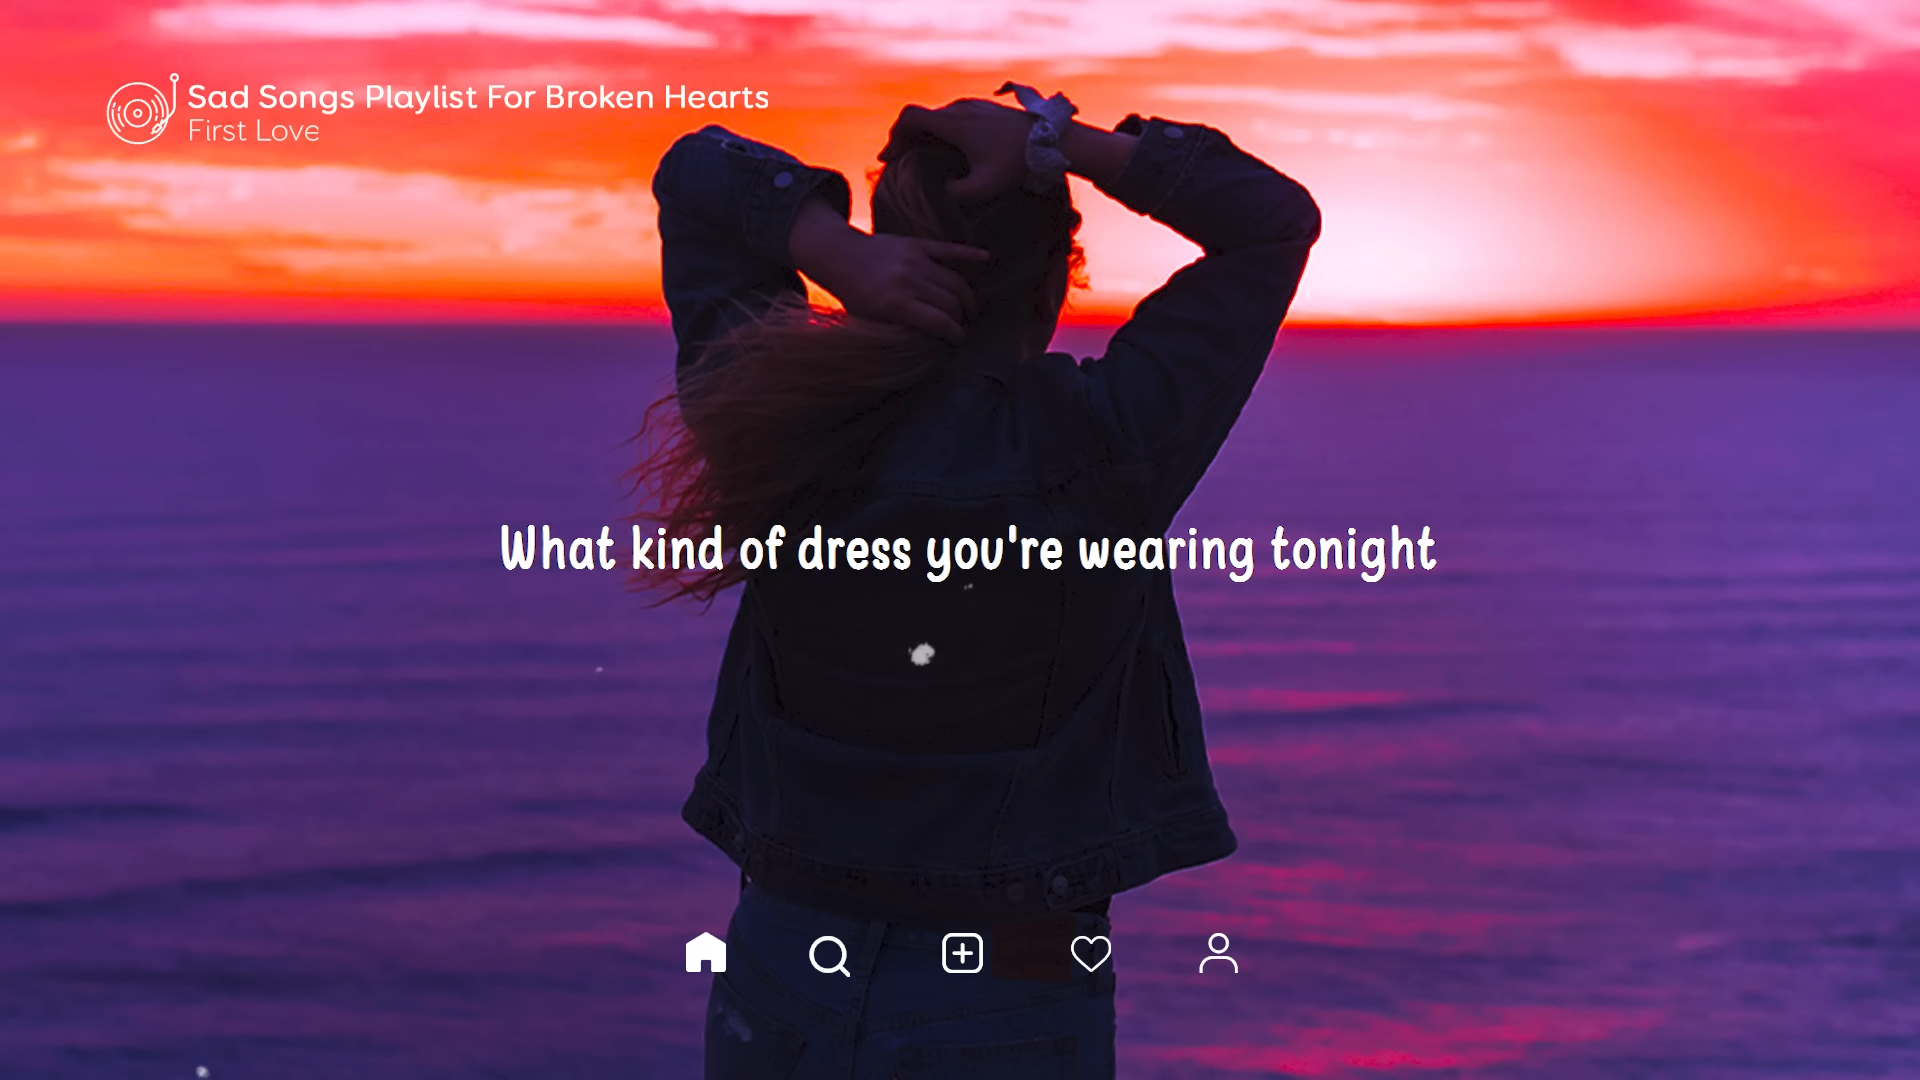 Sad Songs Playlist For Broken Hearts
First Love
What kind of dress you're wearing tonight